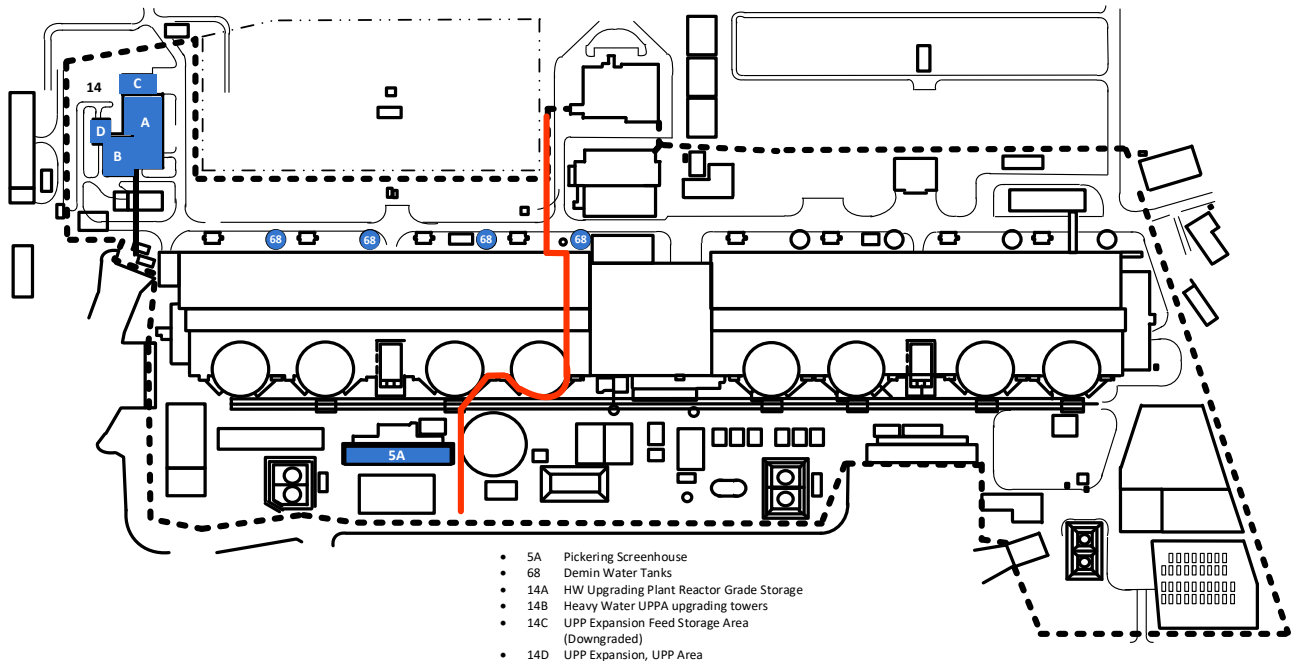 C
14
A
D
B
68
68
68
68
5A
• 5A Pickering Screenhouse
• 68 Demin Water Tanks
• 14A HW Upgrading Plant Reactor Grade Storage
• 14B Heavy Water UPPA upgrading towers
• 14C UPP Expansion Feed Storage Area
(Downgraded)
• 14D UPP Expansion, UPP Area